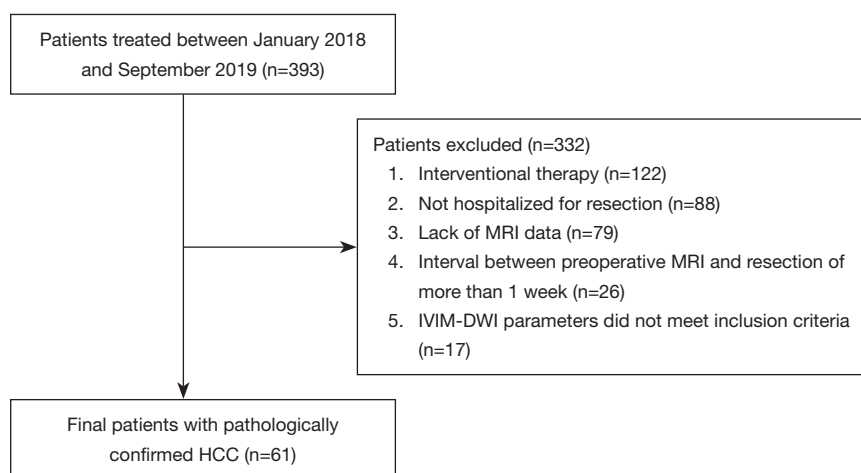 Patients treated between January 2018
and September 2019 (n=393)
Patients excluded (n=332)
1. Interventional therapy (n=122)
2. Not hospitalized for resection (n=88)
3. Lack of MRI data (n=79)
4. Interval between preoperative MRI and resection of
more than 1 week (n=26)
5. IVIM-DWI parameters did not meet inclusion criteria
(n=17)
Final patients with pathologically
confirmed HCC (n=61)